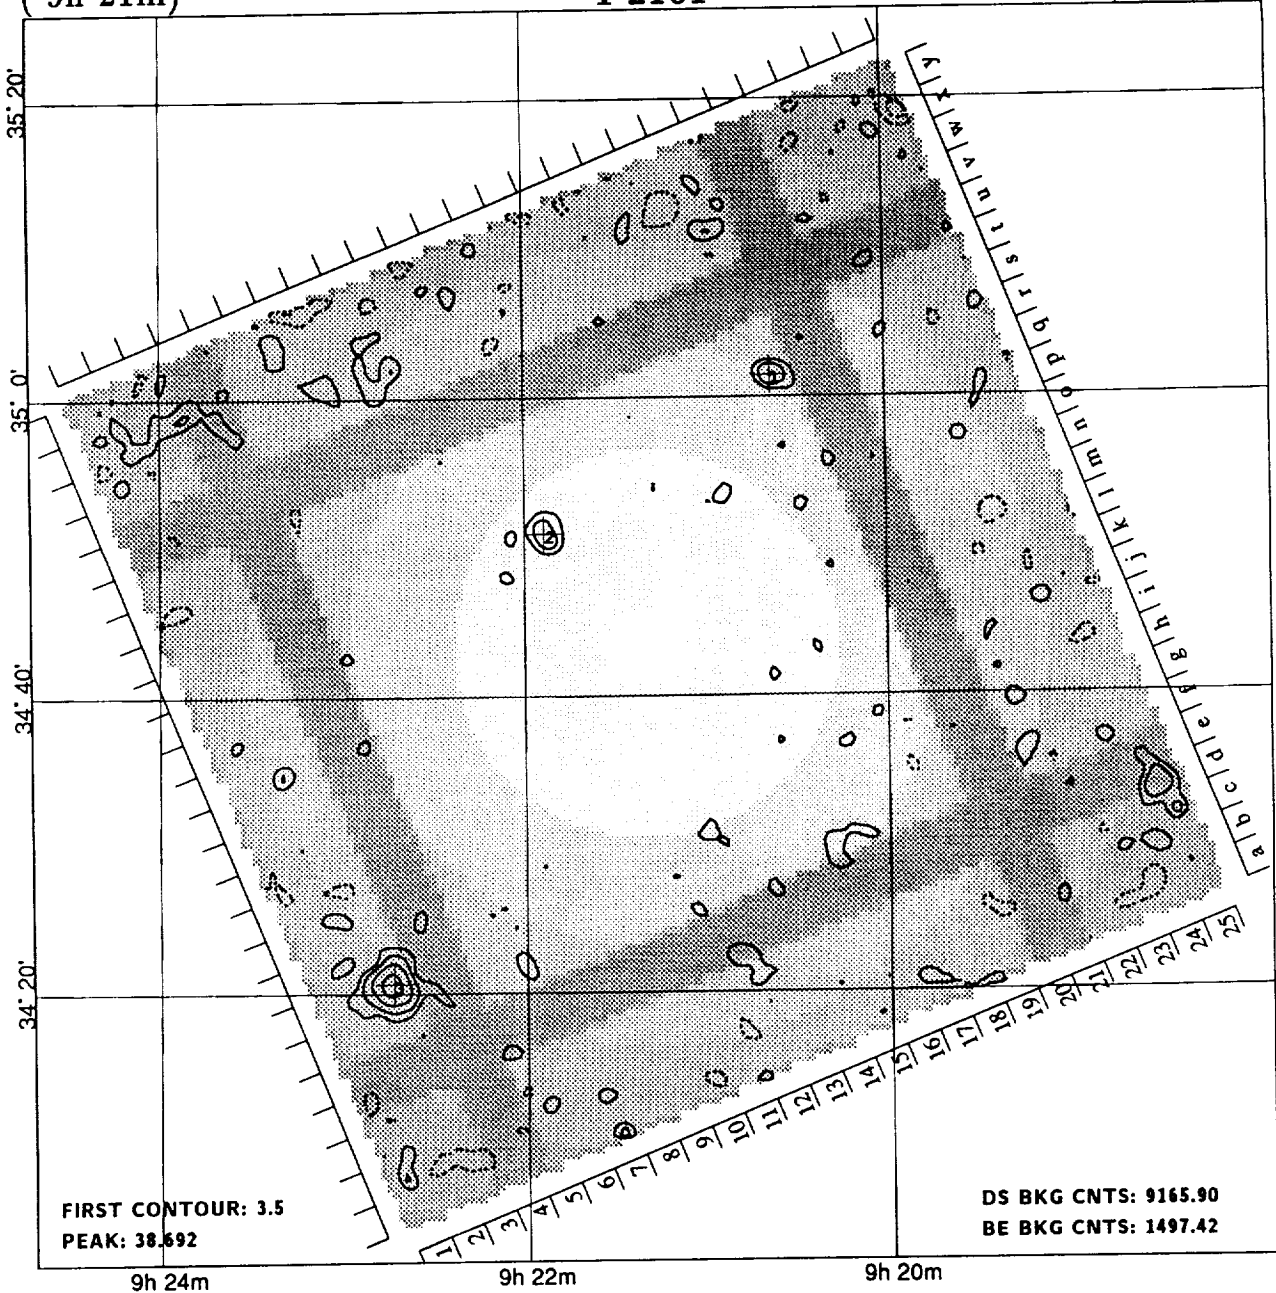 ( 9h 21m)
35° 20'
35° 0'
34° 40'
34° 20'
y
x
w
v
u
t
s
r
q
p
o
n
m
l
k
j
i
h
g
f
e
d
c
b
a
2
3
1 2 3 4 5 6 7 8 9 10 11 12 13 14 15 16 17 18 19 20 21 22 23 24 25
FIRST CONTOUR: 3.5
PEAK: 38.692
DS BKG CNTS: 9165.90
BE BKG CNTS: 1497.42
9h 24m 9h 22m 9h 20m